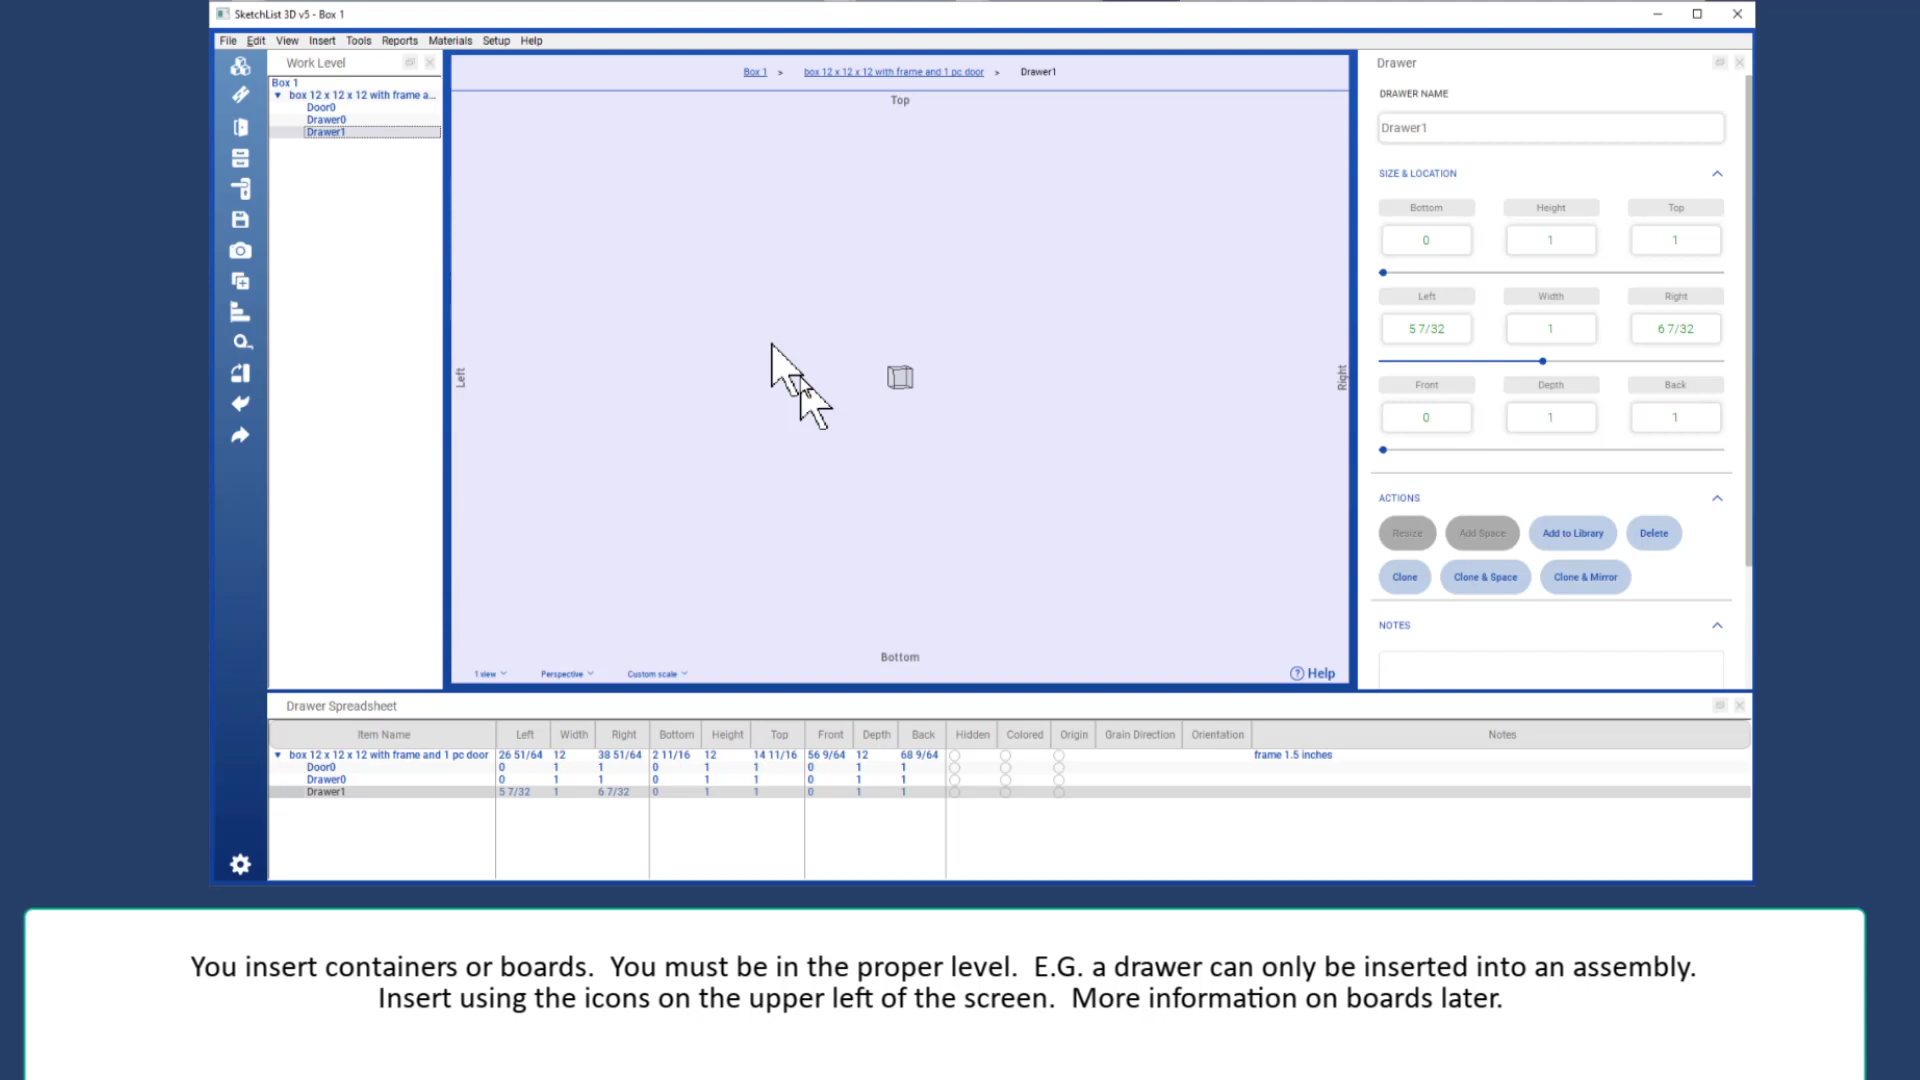 SketchList 3D v5 - Box 1
File Edit View Insert Tools Reports Materials Setup Help
Work Level
Box 1
box 12 x 12 x 12 with frame a...
Door0
Drawer0
Drawer1
Box 1 > box 12 x 12 x 12 with frame and 1 pc door > Drawer1
Top
Left
Right
Bottom
1 view
Perspective
Custom scale
Help
Drawer
DRAWER NAME
Drawer1
SIZE & LOCATION
Bottom Height Top
0 1 1
Left Width Right
5 7/32 1 6 7/32
Front Depth Back
0 1 1
ACTIONS
Resize Add Space Add to Library Delete
Clone Clone & Space Clone & Mirror
NOTES
Drawer Spreadsheet
Item Name Left Width Right Bottom Height Top Front Depth Back Hidden Colored Origin Grain Direction Orientation Notes
box 12 x 12 x 12 with frame and 1 pc door 26 51/64 12 38 51/64 2 11/16 12 14 11/16 56 9/64 12 68 9/64 frame 1.5 inches
Door0 0 1 1 0 1 1 0 1 1
Drawer0 0 1 1 0 1 1 0 1 1
Drawer1 5 7/32 1 6 7/32 0 1 1 0 1 1
You insert containers or boards. You must be in the proper level. E.G. a drawer can only be inserted into an assembly.
Insert using the icons on the upper left of the screen. More information on boards later.